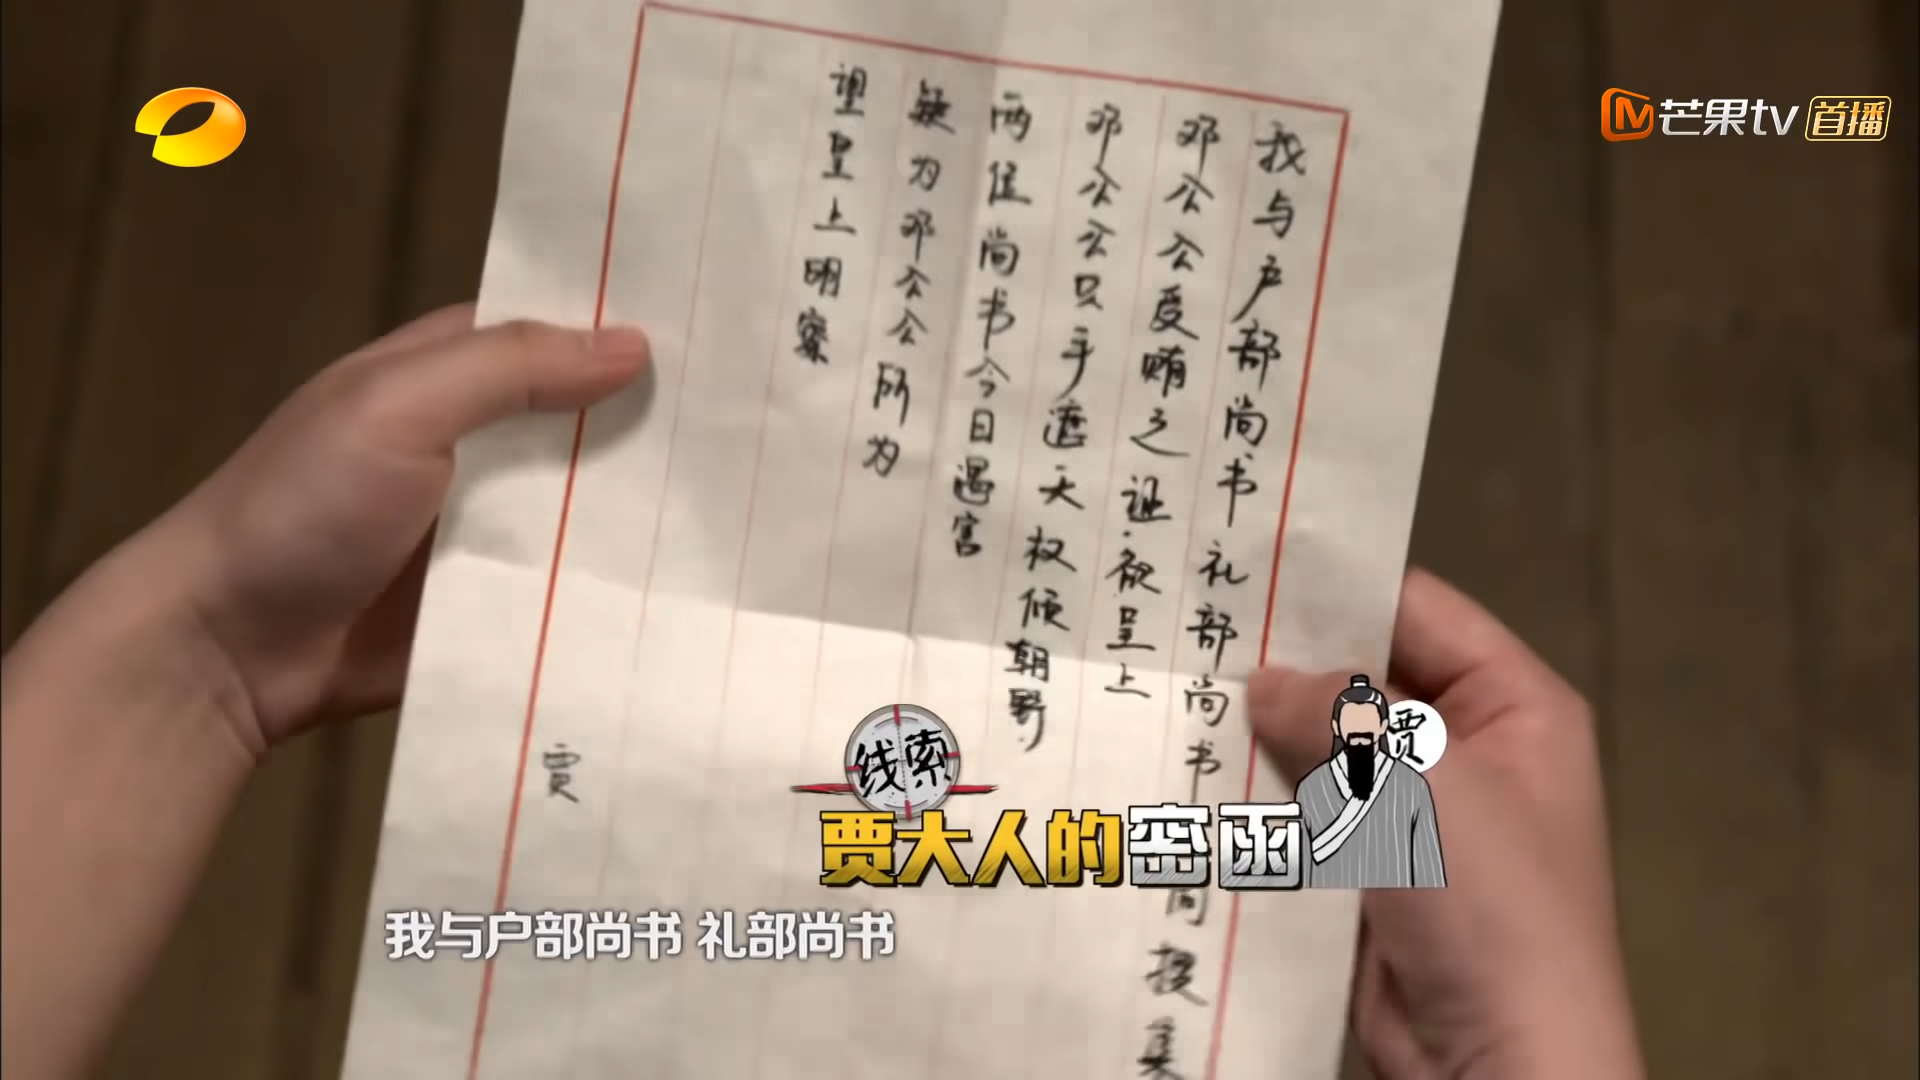 芒果tv 首播
我与户部尚书礼部尚书
搜集
邓公公受贿之证.欲呈上
邓公公只手遮天权倾朝野
两位尚书今日遇害
疑为邓公公所为
望皇上明察
贾
线索
贾大人的密函
贾
我与户部尚书 礼部尚书